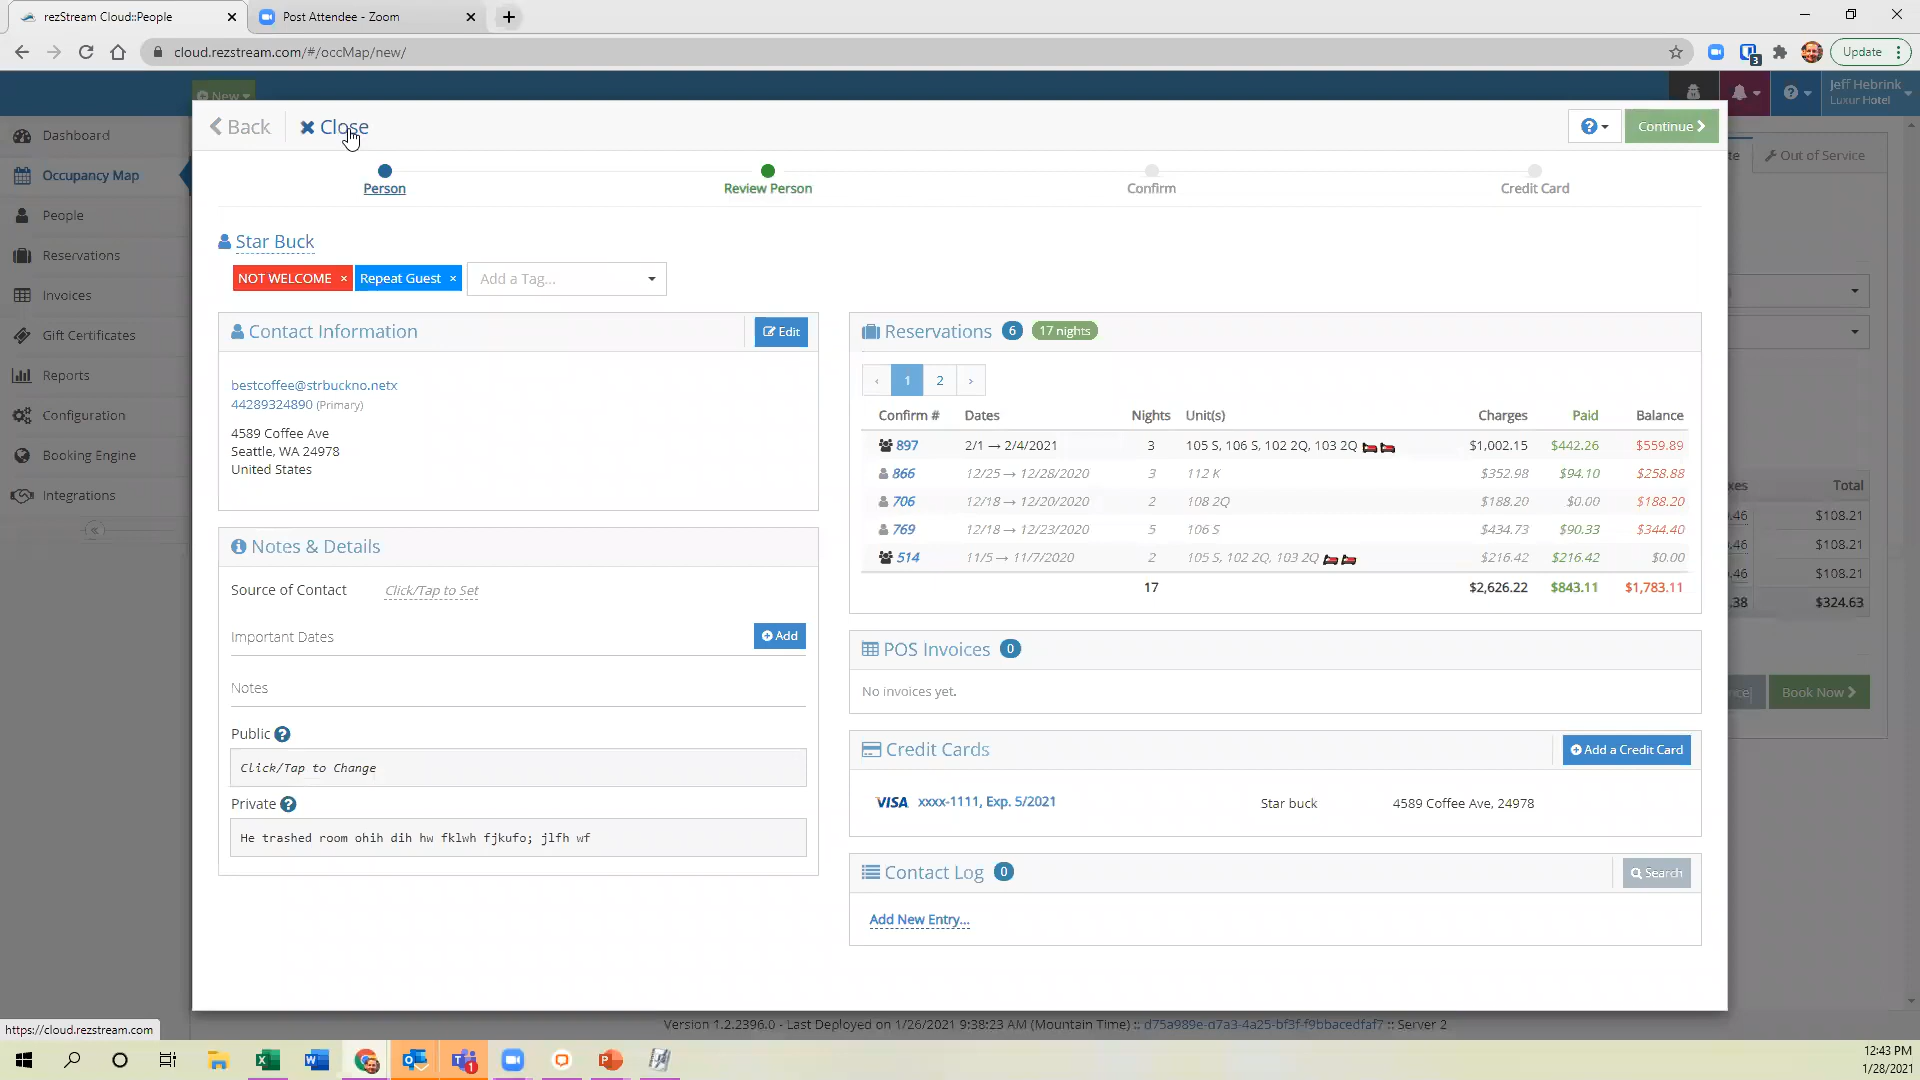 rezStream Cloud::People
Post Attendee - Zoom
cloud.rezstream.com/#/occMap/new/
Update
3
New
Jeff Hebrink
Luxur Hotel
Dashboard
Occupancy Map
People
Reservations
Invoices
Gift Certificates
Reports
Configuration
Booking Engine
Integrations
Back
Close
Continue
Person
Review Person
Confirm
Credit Card
Star Buck
NOT WELCOME ×
Repeat Guest ×
Add a Tag...
Contact Information
Edit
bestcoffee@strbuckno.netx
44289324890 (Primary)
4589 Coffee Ave
Seattle, WA 24978
United States
Notes & Details
Source of Contact
Click/Tap to Set
Important Dates
Add
Notes
Public
Click/Tap to Change
Private
He trashed room ohih dih hw fklwh fjkufo; jlfh wf
Reservations 6 17 nights
‹ 1 2 ›
Confirm # Dates Nights Unit(s) Charges Paid Balance
897 2/1 → 2/4/2021 3 105 S, 106 S, 102 2Q, 103 2Q $1,002.15 $442.26 $559.89
866 12/25 → 12/28/2020 3 112 K $352.98 $94.10 $258.88
706 12/18 → 12/20/2020 2 108 2Q $188.20 $0.00 $188.20
769 12/18 → 12/23/2020 5 106 S $434.73 $90.33 $344.40
514 11/5 → 11/7/2020 2 105 S, 102 2Q, 103 2Q $216.42 $216.42 $0.00
17 $2,626.22 $843.11 $1,783.11
POS Invoices 0
No invoices yet.
Credit Cards
Add a Credit Card
VISA xxxx-1111, Exp. 5/2021 Star buck 4589 Coffee Ave, 24978
Contact Log 0
Search
Add New Entry...
Out of Service
Total
.46 $108.21
.46 $108.21
.46 $108.21
.38 $324.63
Book Now
https://cloud.rezstream.com
Version 1.2.2396.0 - Last Deployed on 1/26/2021 9:38:23 AM (Mountain Time) :: d75a989e-d7a3-4a25-bf3f-f9bbacedfaf7 :: Server 2
1
12:43 PM
1/28/2021